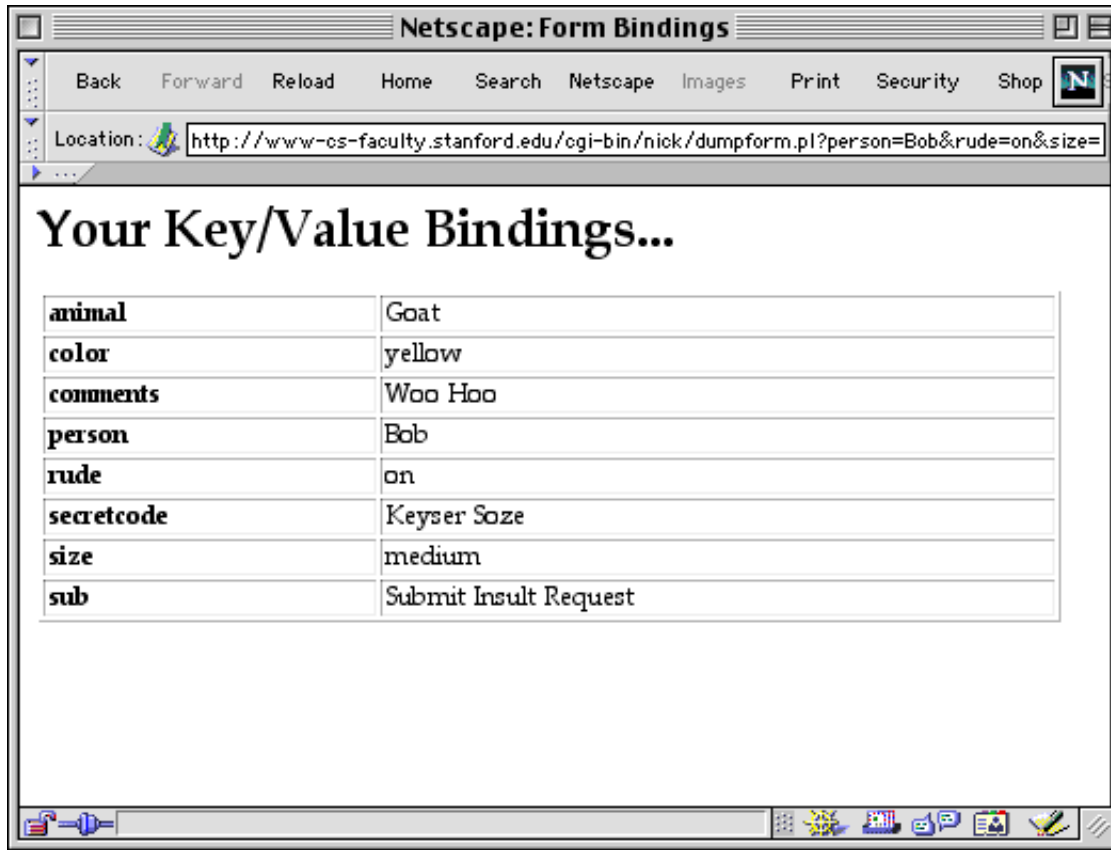 Netscape: Form Bindings
Back Forward Reload Home Search Netscape Images Print Security Shop N
Location: http://www-cs-faculty.stanford.edu/cgi-bin/nick/dumpform.pl?person=Bob&rude=on&size=
...
Your Key/Value Bindings...
animal Goat
color yellow
comments Woo Hoo
person Bob
rude on
secretcode Keyser Soze
size medium
sub Submit Insult Request